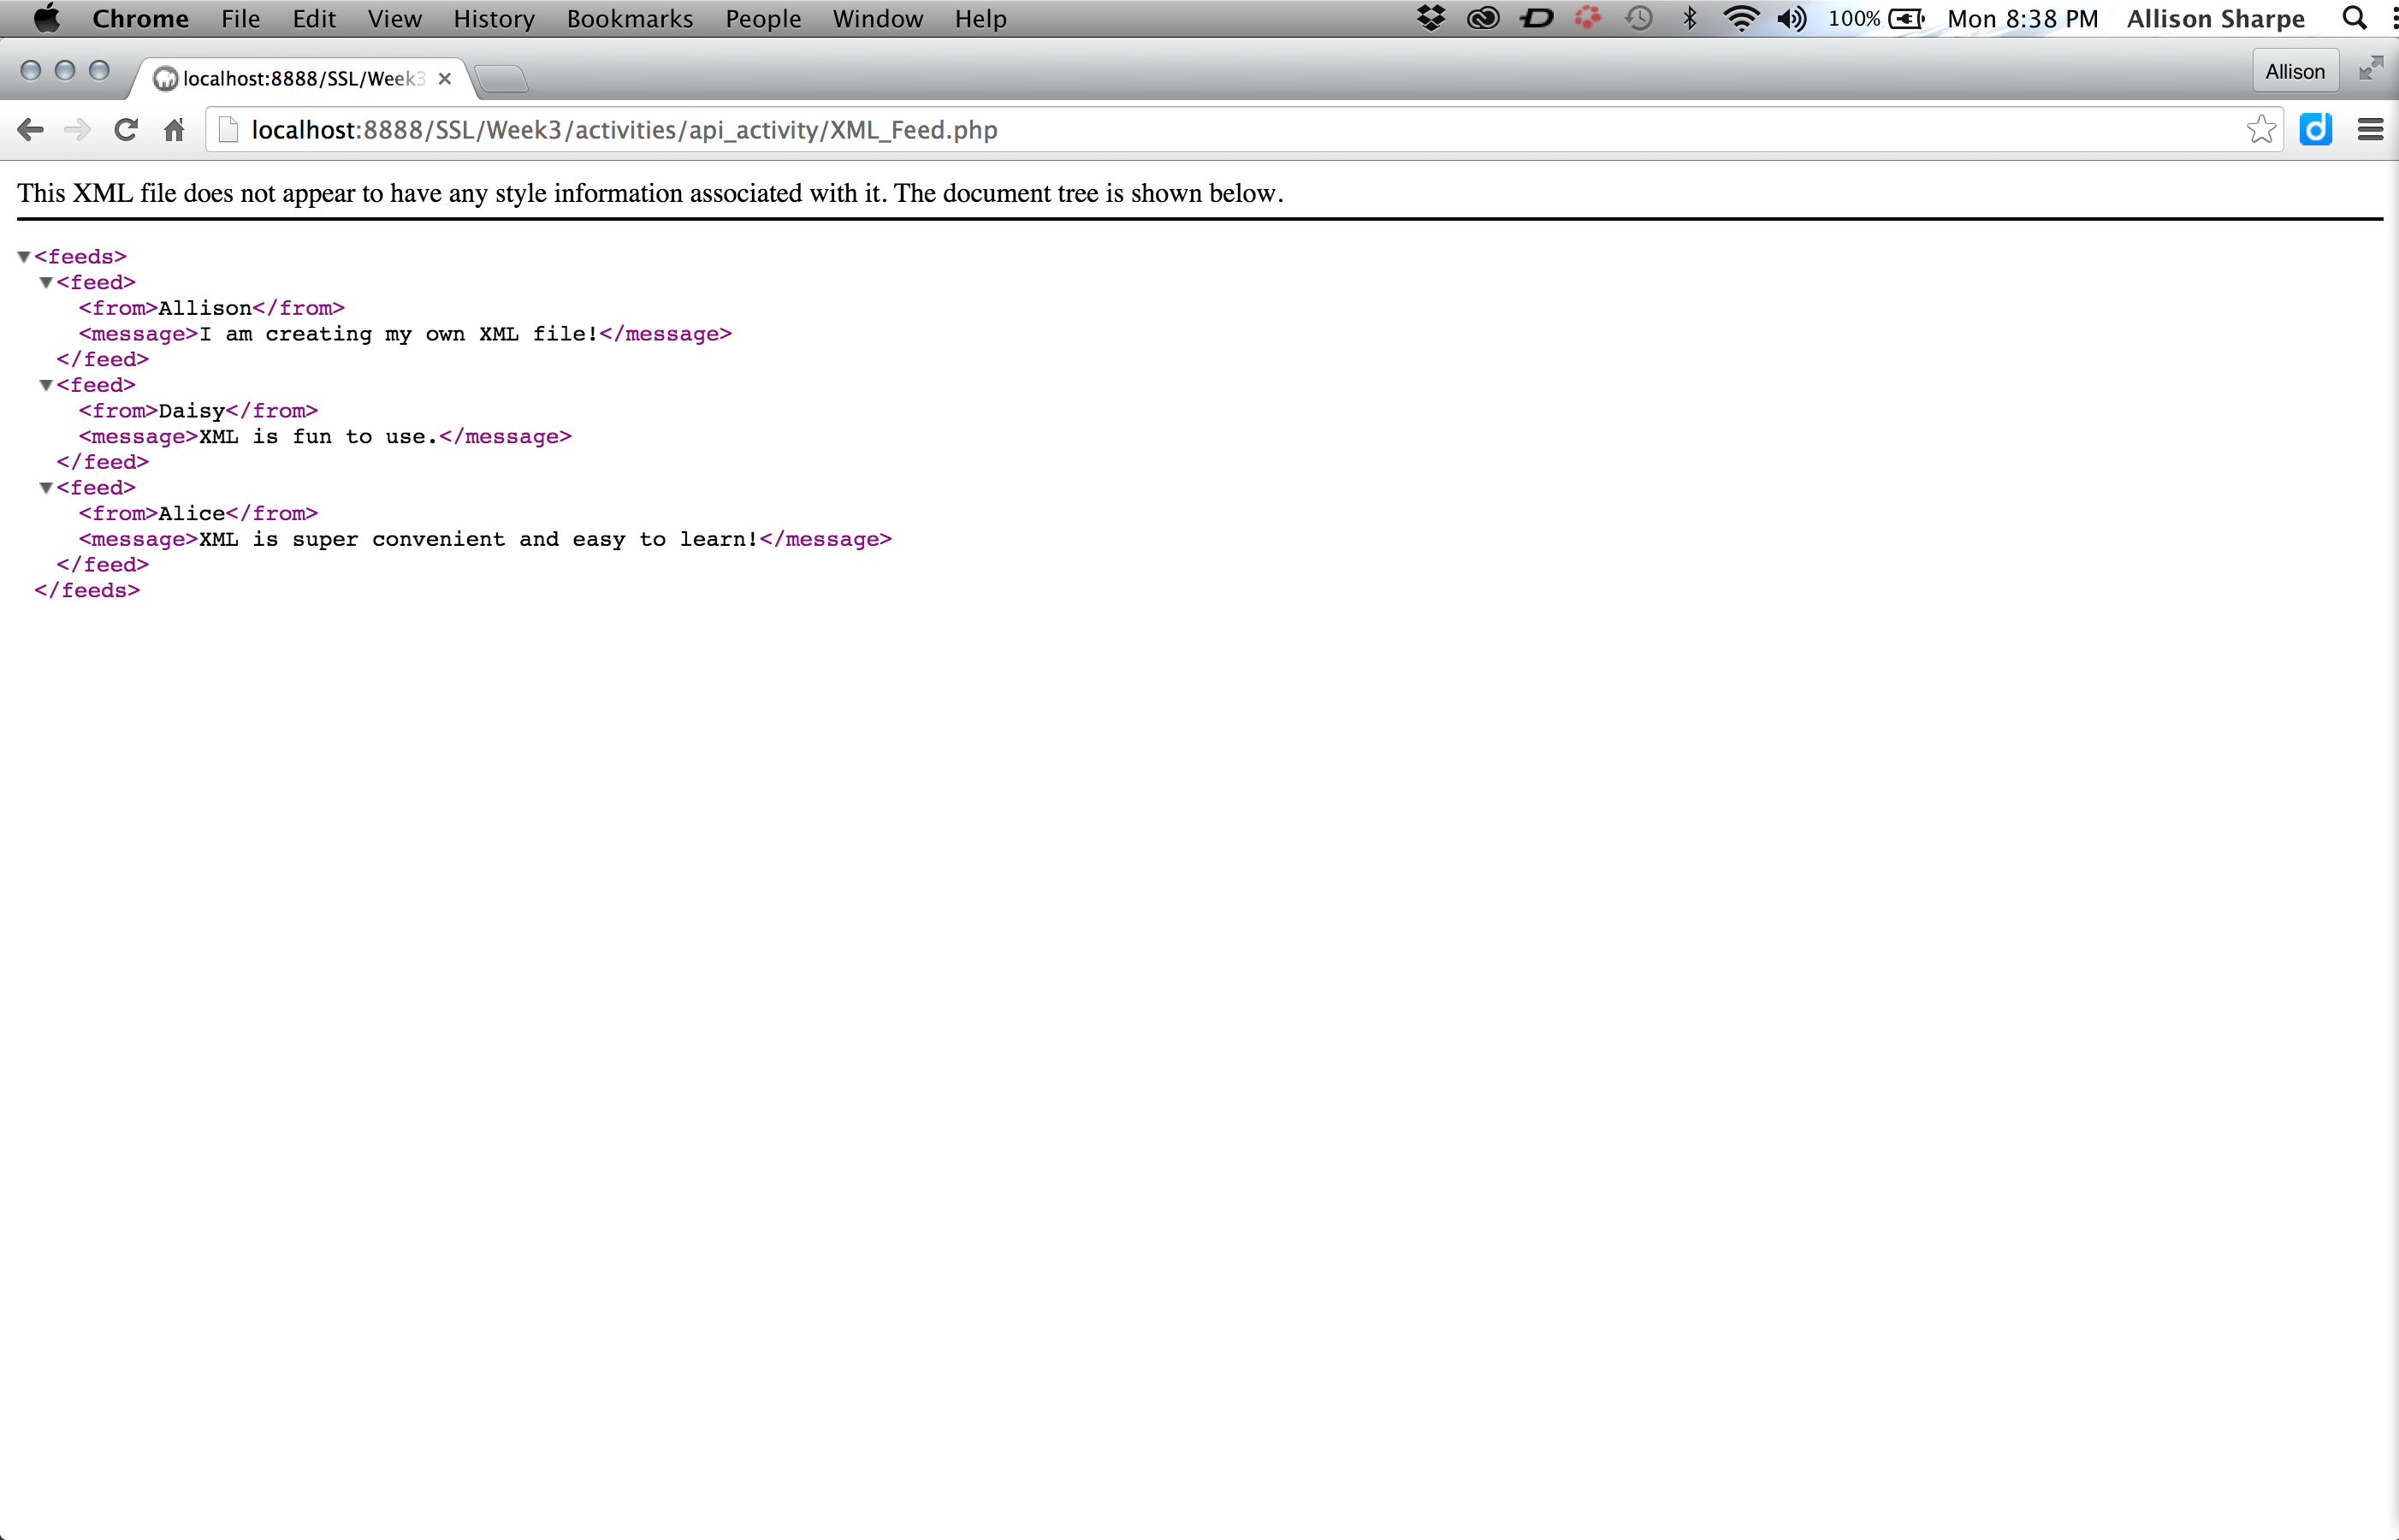 Chrome File Edit View History Bookmarks People Window Help 100% Mon 8:38 PM Allison Sharpe
localhost:8888/SSL/Week3 Allison
localhost:8888/SSL/Week3/activities/api_activity/XML_Feed.php
This XML file does not appear to have any style information associated with it. The document tree is shown below.
<feeds>
<feed>
<from>Allison</from>
<message>I am creating my own XML file!</message>
</feed>
<feed>
<from>Daisy</from>
<message>XML is fun to use.</message>
</feed>
<feed>
<from>Alice</from>
<message>XML is super convenient and easy to learn!</message>
</feed>
</feeds>